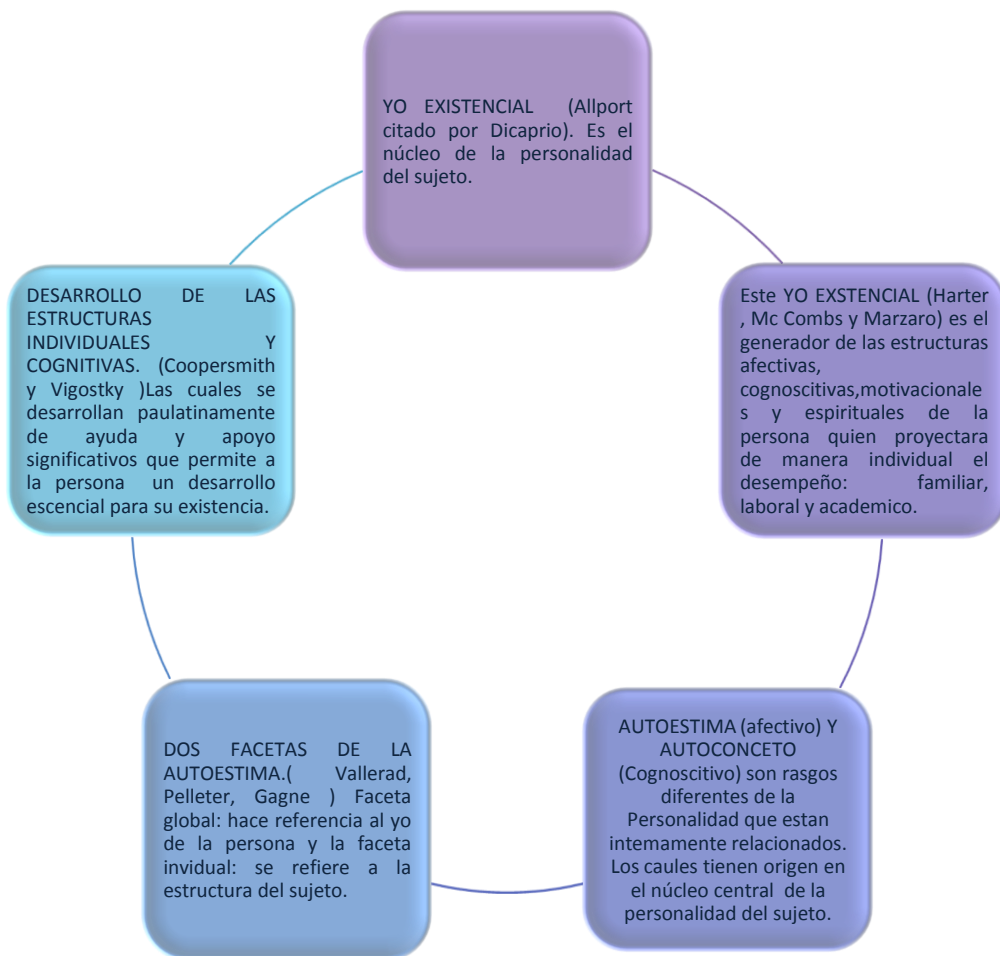 YO EXISTENCIAL (Allport
citado por Dicaprio). Es el
núcleo de la personalidad
del sujeto.
Este YO EXSTENCIAL (Harter
, Mc Combs y Marzaro) es el
generador de las estructuras
afectivas,
cognoscitivas,motivacionale
s y espirituales de la
persona quien proyectara
de manera individual el
desempeño: familiar,
laboral y academico.
AUTOESTIMA (afectivo) Y
AUTOCONCETO
(Cognoscitivo) son rasgos
diferentes de la
Personalidad que estan
intemamente relacionados.
Los caules tienen origen en
el núcleo central de la
personalidad del sujeto.
DOS FACETAS DE LA
AUTOESTIMA.( Vallerad,
Pelleter, Gagne ) Faceta
global: hace referencia al yo
de la persona y la faceta
invidual: se refiere a la
estructura del sujeto.
DESARROLLO DE LAS
ESTRUCTURAS
INDIVIDUALES Y
COGNITIVAS. (Coopersmith
y Vigostky )Las cuales se
desarrollan paulatinamente
de ayuda y apoyo
significativos que permite a
la persona un desarrollo
escencial para su existencia.